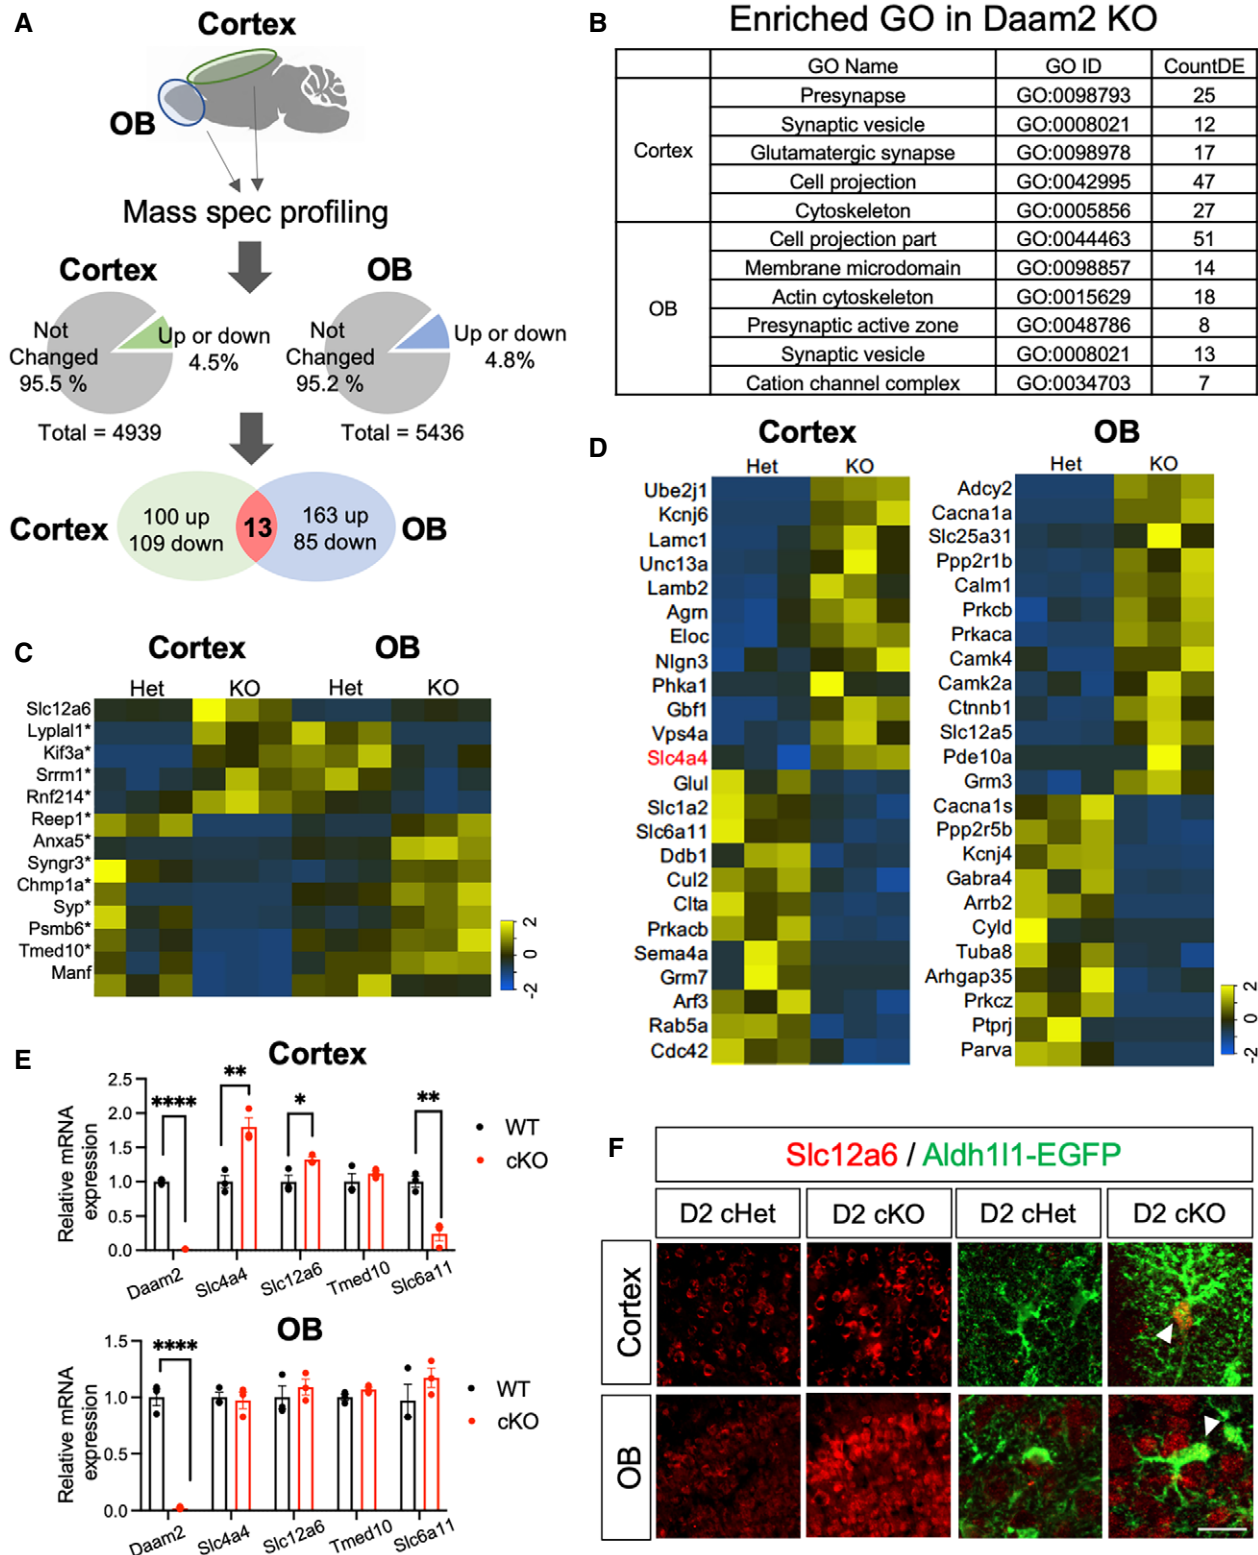 A
Cortex
OB
Mass spec profiling
Cortex
OB
Not
Changed
95.5 %
Up or down
4.5%
Not
Changed
95.2 %
Up or down
4.8%
Total = 4939
Total = 5436
Cortex
100 up
109 down
13
163 up
85 down
OB
B
Enriched GO in Daam2 KO
GO Name GO ID CountDE
Cortex
Presynapse GO:0098793 25
Synaptic vesicle GO:0008021 12
Glutamatergic synapse GO:0098978 17
Cell projection GO:0042995 47
Cytoskeleton GO:0005856 27
OB
Cell projection part GO:0044463 51
Membrane microdomain GO:0098857 14
Actin cytoskeleton GO:0015629 18
Presynaptic active zone GO:0048786 8
Synaptic vesicle GO:0008021 13
Cation channel complex GO:0034703 7
C
Cortex OB
Het KO Het KO
Slc12a6
Lyplal1*
Kif3a*
Srrm1*
Rnf214*
Reep1*
Anxa5*
Syngr3*
Chmp1a*
Syp*
Psmb6*
Tmed10*
Manf
2
0
-2
D
Cortex
Het KO
Ube2j1
Kcnj6
Lamc1
Unc13a
Lamb2
Agrn
Eloc
Nlgn3
Phka1
Gbf1
Vps4a
Slc4a4
Glul
Slc1a2
Slc6a11
Ddb1
Cul2
Clta
Prkacb
Sema4a
Grm7
Arf3
Rab5a
Cdc42
OB
Het KO
Adcy2
Cacna1a
Slc25a31
Ppp2r1b
Calm1
Prkcb
Prkaca
Camk4
Camk2a
Ctnnb1
Slc12a5
Pde10a
Grm3
Cacna1s
Ppp2r5b
Kcnj4
Gabra4
Arrb2
Cyld
Tuba8
Arhgap35
Prkcz
Ptprj
Parva
2
0
-2
E
Cortex
Relative mRNA
expression
2.5
2.0
1.5
1.0
0.5
0.0
****
**
*
**
WT
cKO
Daam2 Slc4a4 Slc12a6 Tmed10 Slc6a11
OB
Relative mRNA
expression
1.5
1.0
0.5
0.0
****
WT
cKO
Daam2 Slc4a4 Slc12a6 Tmed10 Slc6a11
F
Slc12a6 / Aldh1l1-EGFP
D2 cHet D2 cKO D2 cHet D2 cKO
Cortex
OB